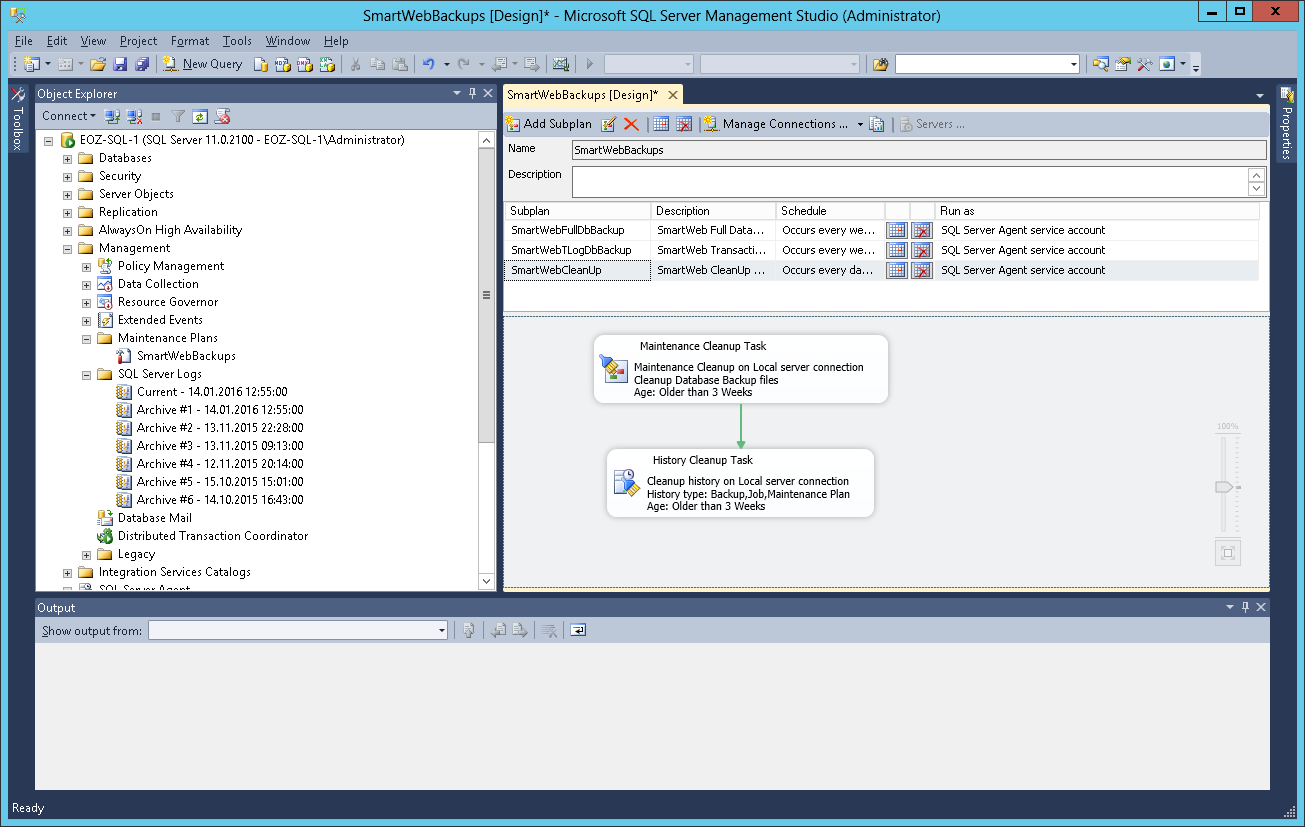 SmartWebBackups [Design]* - Microsoft SQL Server Management Studio (Administrator)
File Edit View Project Format Tools Window Help
New Query
Toolbox
Object Explorer
Connect
EOZ-SQL-1 (SQL Server 11.0.2100 - EOZ-SQL-1\Administrator)
Databases
Security
Server Objects
Replication
AlwaysOn High Availability
Management
Policy Management
Data Collection
Resource Governor
Extended Events
Maintenance Plans
SmartWebBackups
SQL Server Logs
Current - 14.01.2016 12:55:00
Archive #1 - 14.01.2016 12:55:00
Archive #2 - 13.11.2015 22:28:00
Archive #3 - 13.11.2015 09:13:00
Archive #4 - 12.11.2015 20:14:00
Archive #5 - 15.10.2015 15:01:00
Archive #6 - 14.10.2015 16:43:00
Database Mail
Distributed Transaction Coordinator
Legacy
Integration Services Catalogs
SQL Server Agent
SmartWebBackups [Design]*
Add Subplan Manage Connections ... Servers ...
Name SmartWebBackups
Description
Subplan Description Schedule Run as
SmartWebFullDbBackup SmartWeb Full Data... Occurs every we... SQL Server Agent service account
SmartWebTLogDbBackup SmartWeb Transacti... Occurs every we... SQL Server Agent service account
SmartWebCleanUp SmartWeb CleanUp ... Occurs every da... SQL Server Agent service account
Maintenance Cleanup Task
Maintenance Cleanup on Local server connection
Cleanup Database Backup files
Age: Older than 3 Weeks
History Cleanup Task
Cleanup history on Local server connection
History type: Backup,Job,Maintenance Plan
Age: Older than 3 Weeks
100%
Properties
Output
Show output from:
Ready